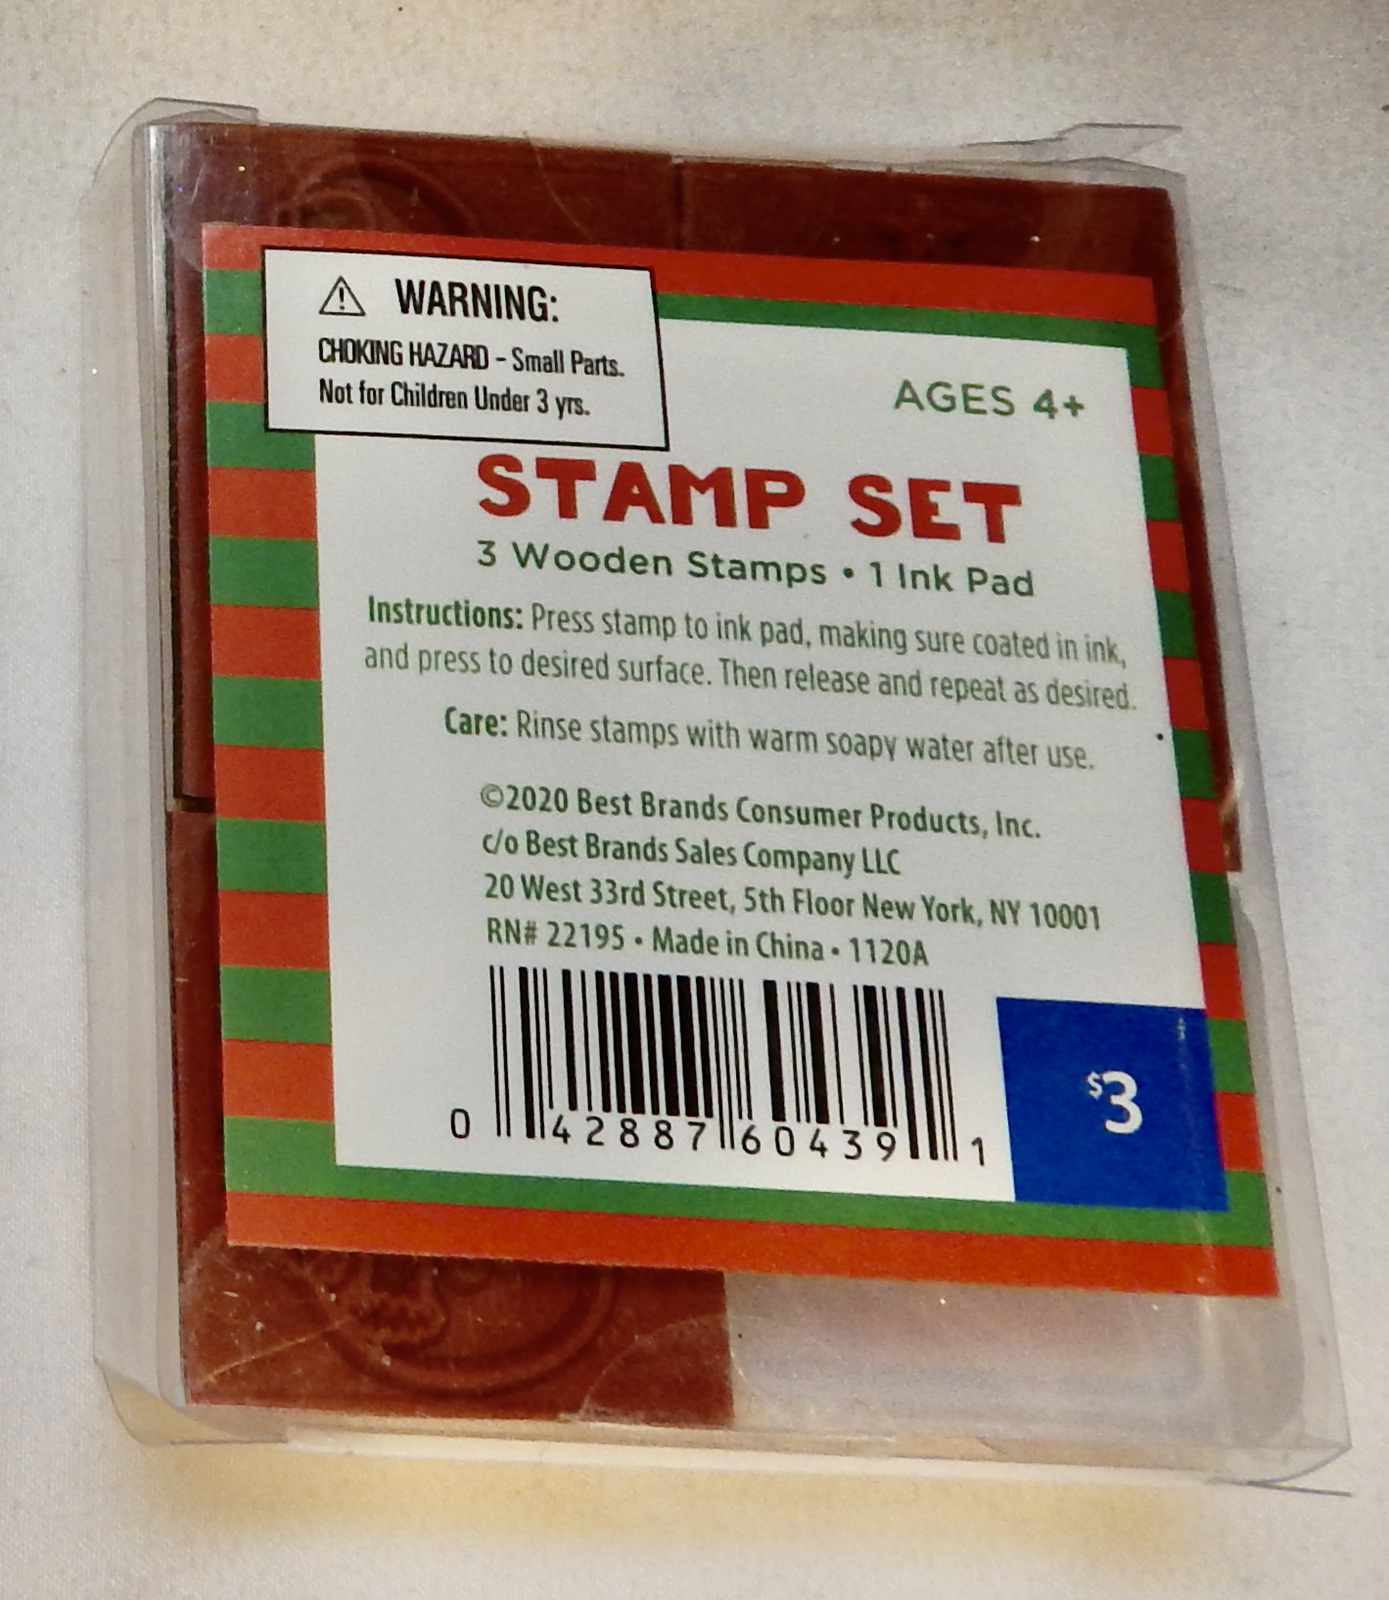 ⚠ WARNING:
CHOKING HAZARD – Small Parts.
Not for Children Under 3 yrs.
AGES 4+
STAMP SET
3 Wooden Stamps • 1 Ink Pad
Instructions: Press stamp to ink pad, making sure coated in ink,
and press to desired surface. Then release and repeat as desired.
Care: Rinse stamps with warm soapy water after use.
©2020 Best Brands Consumer Products, Inc.
c/o Best Brands Sales Company LLC
20 West 33rd Street, 5th Floor New York, NY 10001
RN# 22195 • Made in China • 1120A
0 42887 60439 1
$3